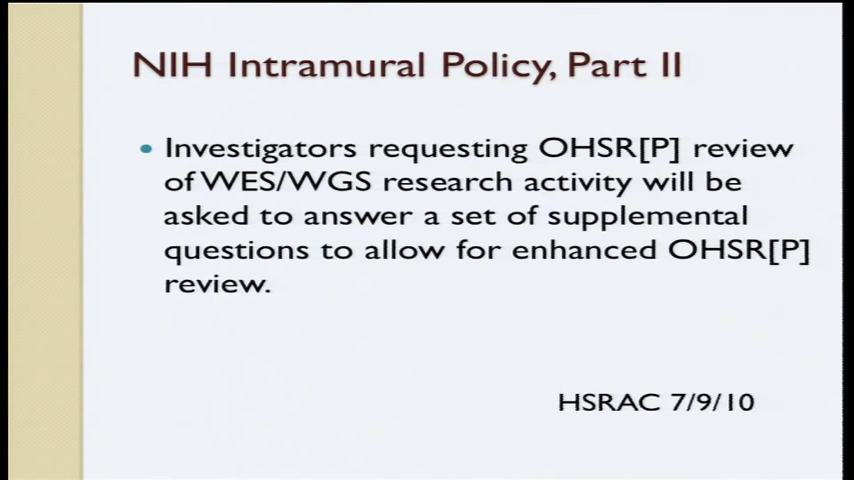 NIH Intramural Policy, Part II
• Investigators requesting OHSR[P] review
of WES/WGS research activity will be
asked to answer a set of supplemental
questions to allow for enhanced OHSR[P]
review.
HSRAC 7/9/10